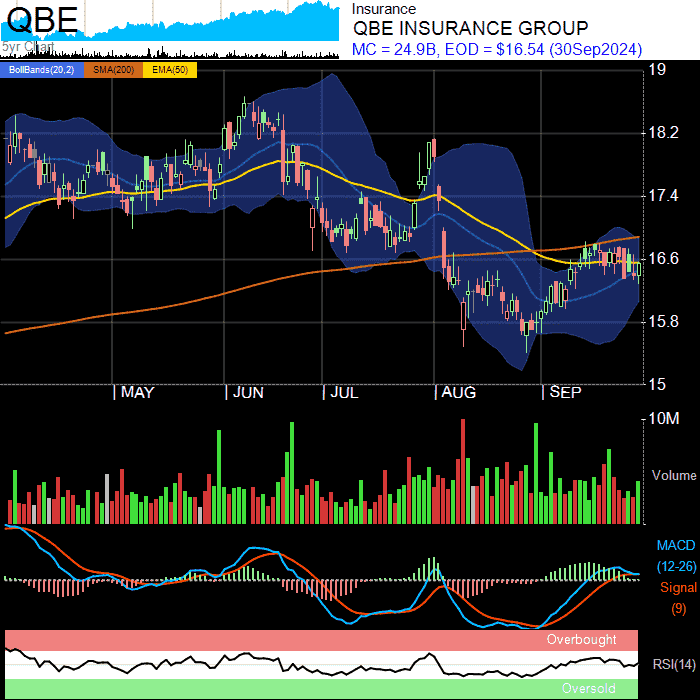 QBE
5yr Chart
Insurance
QBE INSURANCE GROUP
MC = 24.9B, EOD = $16.54 (30Sep2024)
BollBands(20,2) SMA(200) EMA(50)
19
18.2
17.4
16.6
15.8
15
MAY JUN JUL AUG SEP
10M
Volume
MACD
(12-26)
Signal
(9)
Overbought
RSI(14)
Oversold